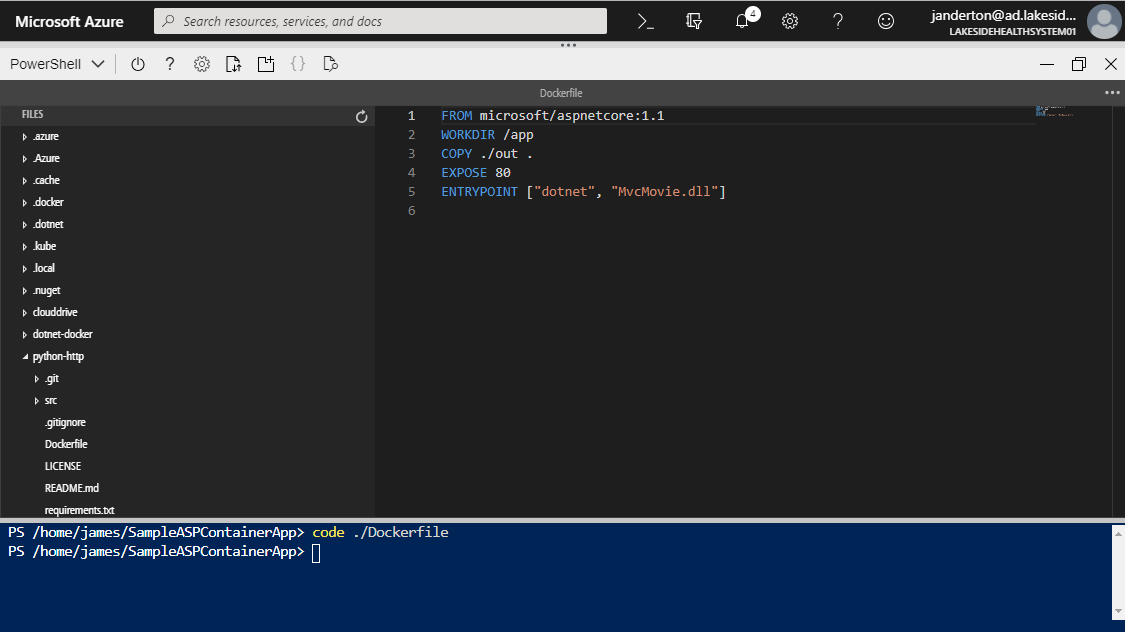 Microsoft Azure
Search resources, services, and docs
4
janderton@ad.lakesid...
LAKESIDEHEALTHSYSTEM01
PowerShell
Dockerfile
FILES
.azure
.Azure
.cache
.docker
.dotnet
.kube
.local
.nuget
clouddrive
dotnet-docker
python-http
.git
src
.gitignore
Dockerfile
LICENSE
README.md
requirements.txt
1 FROM microsoft/aspnetcore:1.1
2 WORKDIR /app
3 COPY ./out .
4 EXPOSE 80
5 ENTRYPOINT ["dotnet", "MvcMovie.dll"]
6
PS /home/james/SampleASPContainerApp> code ./Dockerfile
PS /home/james/SampleASPContainerApp>